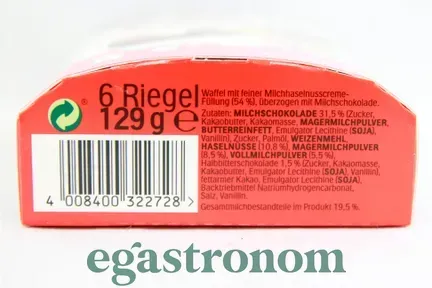 6 Riegel
129 g e
Waffel mit feiner Milchhaselnusscreme-
Füllung (54 %), überzogen mit Milchschokolade.
Zutaten: MILCHSCHOKOLADE 31,5 % (Zucker,
Kakaobutter, Kakaomasse, MAGERMILCHPULVER,
BUTTERREINFETT, Emulgator Lecithine (SOJA),
Vanillin), Zucker, Palmöl, WEIZENMEHL,
HASELNÜSSE (10,8 %), MAGERMILCHPULVER
(8,5 %), VOLLMILCHPULVER (5,5 %),
Halbbitterschokolade 1,5 % (Zucker, Kakaomasse,
Kakaobutter, Emulgator Lecithine (SOJA), Vanillin),
fettarmer Kakao, Emulgator Lecithine (SOJA),
Backtriebmittel Natriumhydrogencarbonat,
Salz, Vanillin.
Gesamtmilchbestandteile im Produkt 19,5 %.
4 008400 322728 >
egastronom